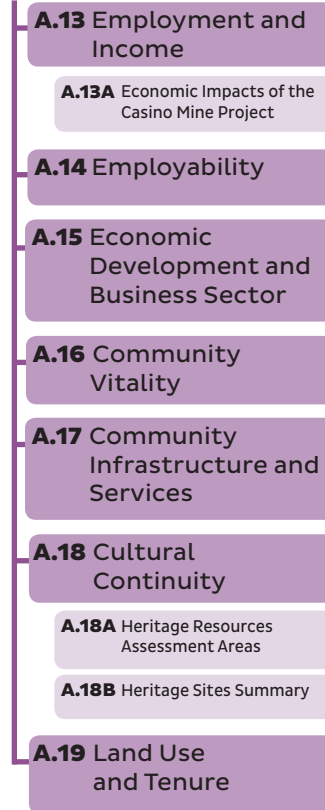 A.13 Employment and
Income
A.13A Economic Impacts of the
Casino Mine Project
A.14 Employability
A.15 Economic
Development and
Business Sector
A.16 Community
Vitality
A.17 Community
Infrastructure and
Services
A.18 Cultural
Continuity
A.18A Heritage Resources
Assessment Areas
A.18B Heritage Sites Summary
A.19 Land Use
and Tenure